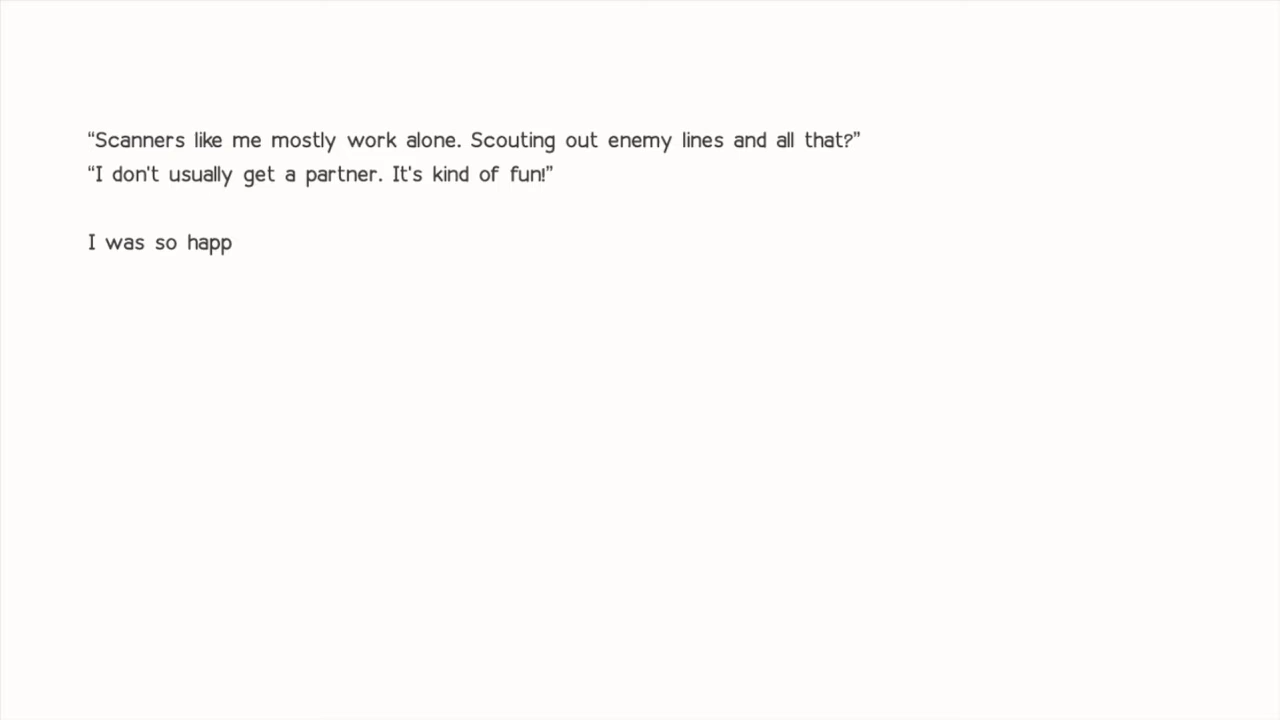 “Scanners like me mostly work alone. Scouting out enemy lines and all that?”
“I don't usually get a partner. It's kind of fun!”
I was so happ